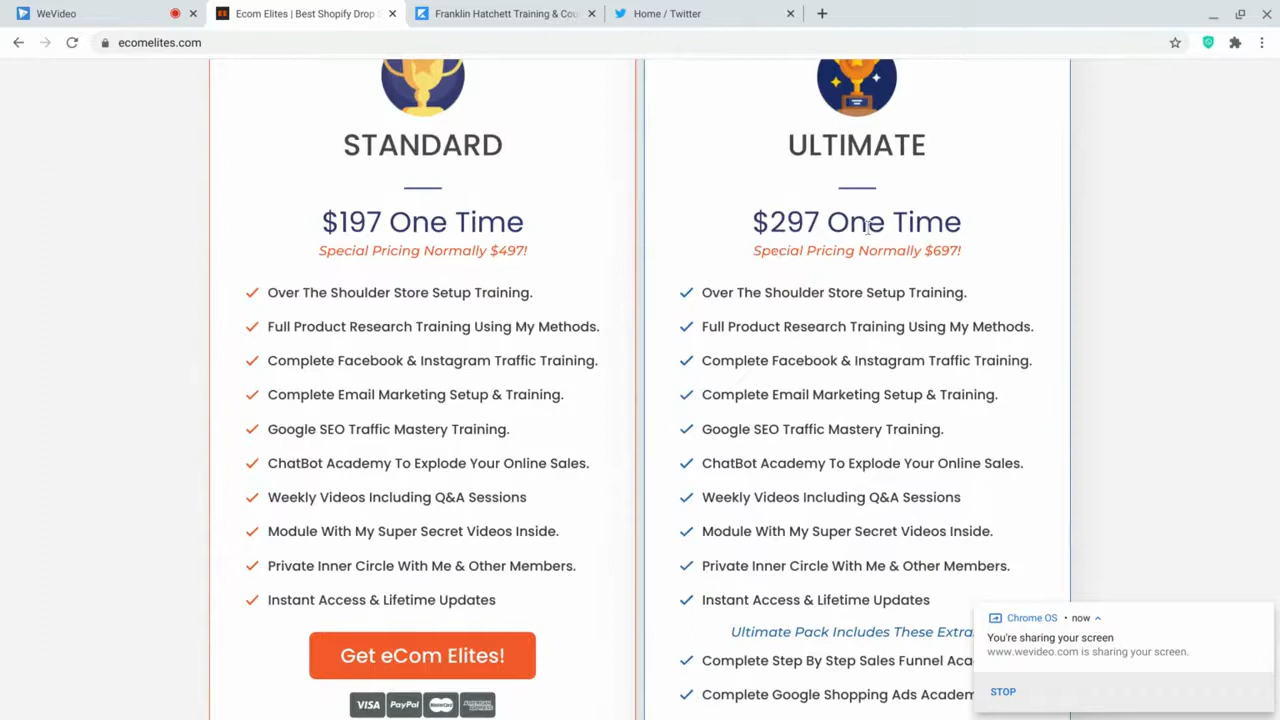 WeVideo
Ecom Elites | Best Shopify Drop S
Franklin Hatchett Training & Cou
Home / Twitter
ecomelites.com
STANDARD
$197 One Time
Special Pricing Normally $497!
Over The Shoulder Store Setup Training.
Full Product Research Training Using My Methods.
Complete Facebook & Instagram Traffic Training.
Complete Email Marketing Setup & Training.
Google SEO Traffic Mastery Training.
ChatBot Academy To Explode Your Online Sales.
Weekly Videos Including Q&A Sessions
Module With My Super Secret Videos Inside.
Private Inner Circle With Me & Other Members.
Instant Access & Lifetime Updates
Get eCom Elites!
VISA PayPal MasterCard
ULTIMATE
$297 One Time
Special Pricing Normally $697!
Over The Shoulder Store Setup Training.
Full Product Research Training Using My Methods.
Complete Facebook & Instagram Traffic Training.
Complete Email Marketing Setup & Training.
Google SEO Traffic Mastery Training.
ChatBot Academy To Explode Your Online Sales.
Weekly Videos Including Q&A Sessions
Module With My Super Secret Videos Inside.
Private Inner Circle With Me & Other Members.
Instant Access & Lifetime Updates
Ultimate Pack Includes These Extra
Complete Step By Step Sales Funnel Aca
Complete Google Shopping Ads Academ
Chrome OS • now
You're sharing your screen
www.wevideo.com is sharing your screen.
STOP